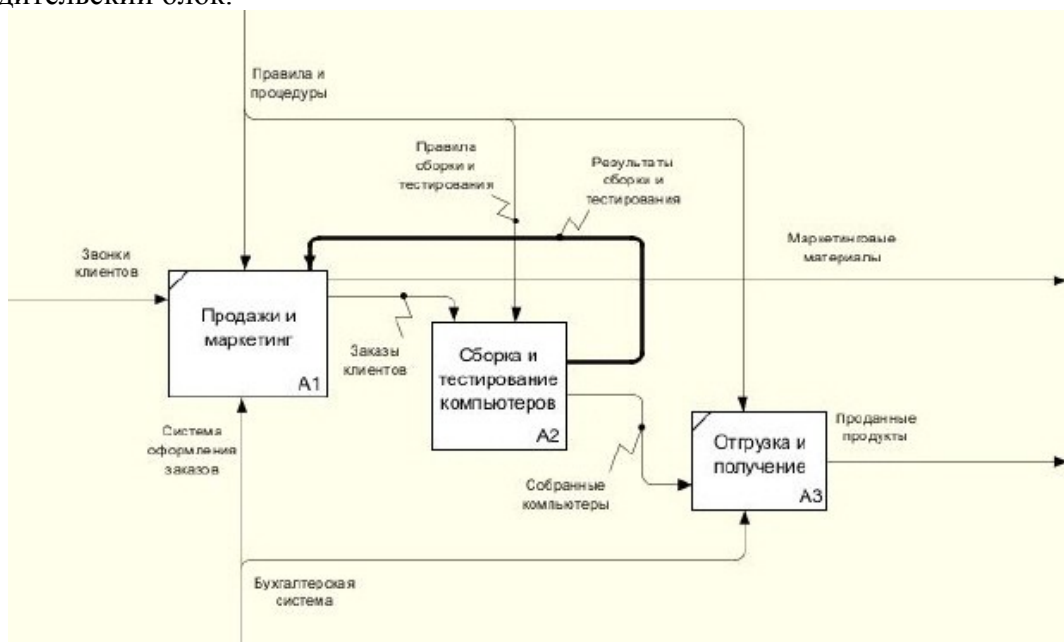 дительский блок.
Правила и
процедуры
Правила
сборки и
тестирования
Результаты
сборки и
тестирования
Маркетинговые
материалы
Звонки
клиентов
Продажи и
маркетинг
A1
Заказы
клиентов
Сборка и
тестирование
компьютеров
A2
Система
оформления
заказов
Собранные
компьютеры
Отгрузка и
получение
A3
Проданные
продукты
Бухгалтерская
система